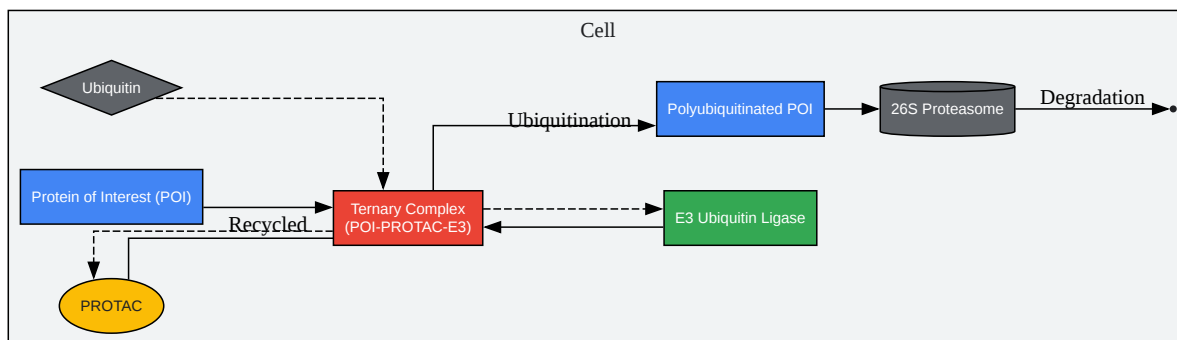 Cell
Ubiquitin
Ubiquitination
Polyubiquitinated POI
26S Proteasome
Degradation
Protein of Interest (POI)
Recycled
Ternary Complex
(POI-PROTAC-E3)
E3 Ubiquitin Ligase
PROTAC